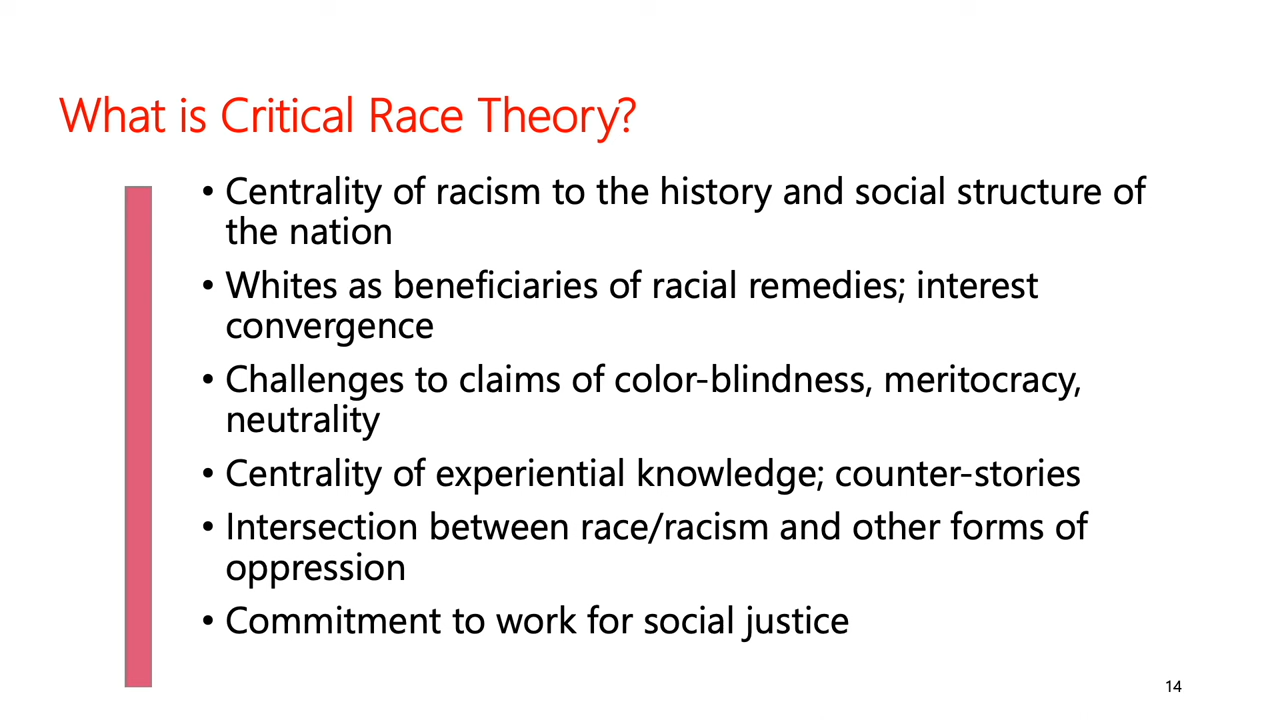 What is Critical Race Theory?
• Centrality of racism to the history and social structure of
the nation
• Whites as beneficiaries of racial remedies; interest
convergence
• Challenges to claims of color-blindness, meritocracy,
neutrality
• Centrality of experiential knowledge; counter-stories
• Intersection between race/racism and other forms of
oppression
• Commitment to work for social justice
14